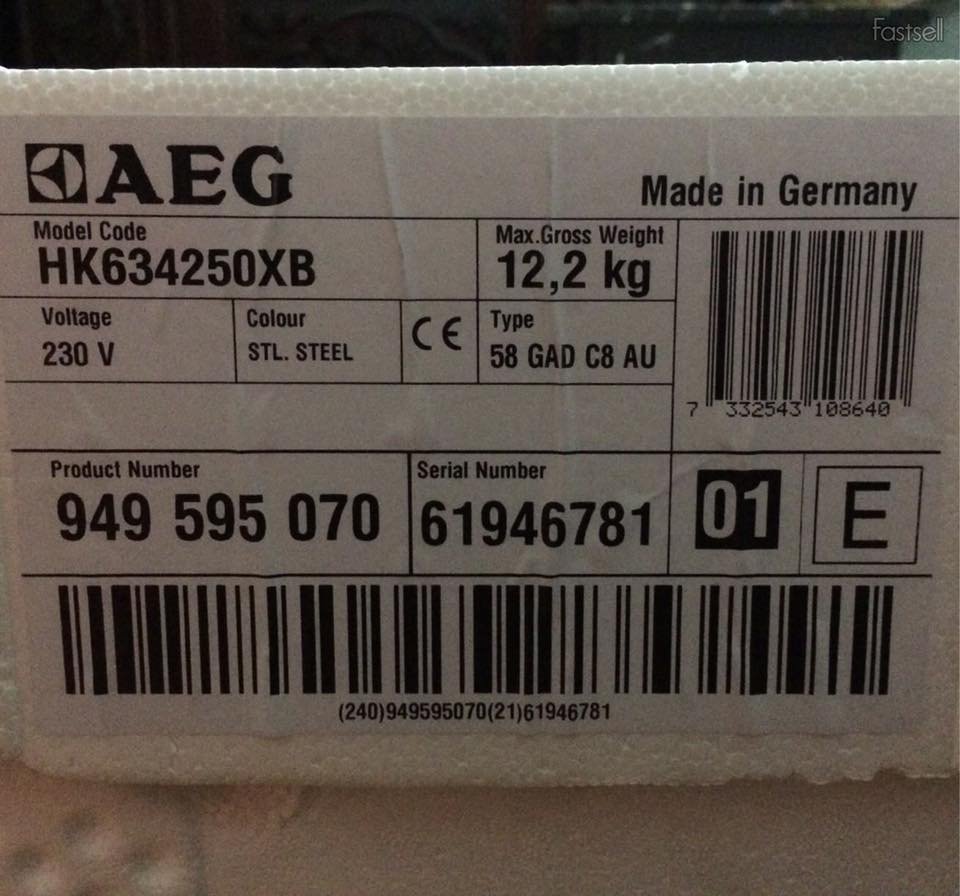 fastsell
AEG
Made in Germany
Model Code
HK634250XB
Max.Gross Weight
12,2 kg
Voltage
230 V
Colour
STL. STEEL
CE
Type
58 GAD C8 AU
7 332543 108640
Product Number
949 595 070
Serial Number
61946781
01
E
(240)949595070(21)61946781